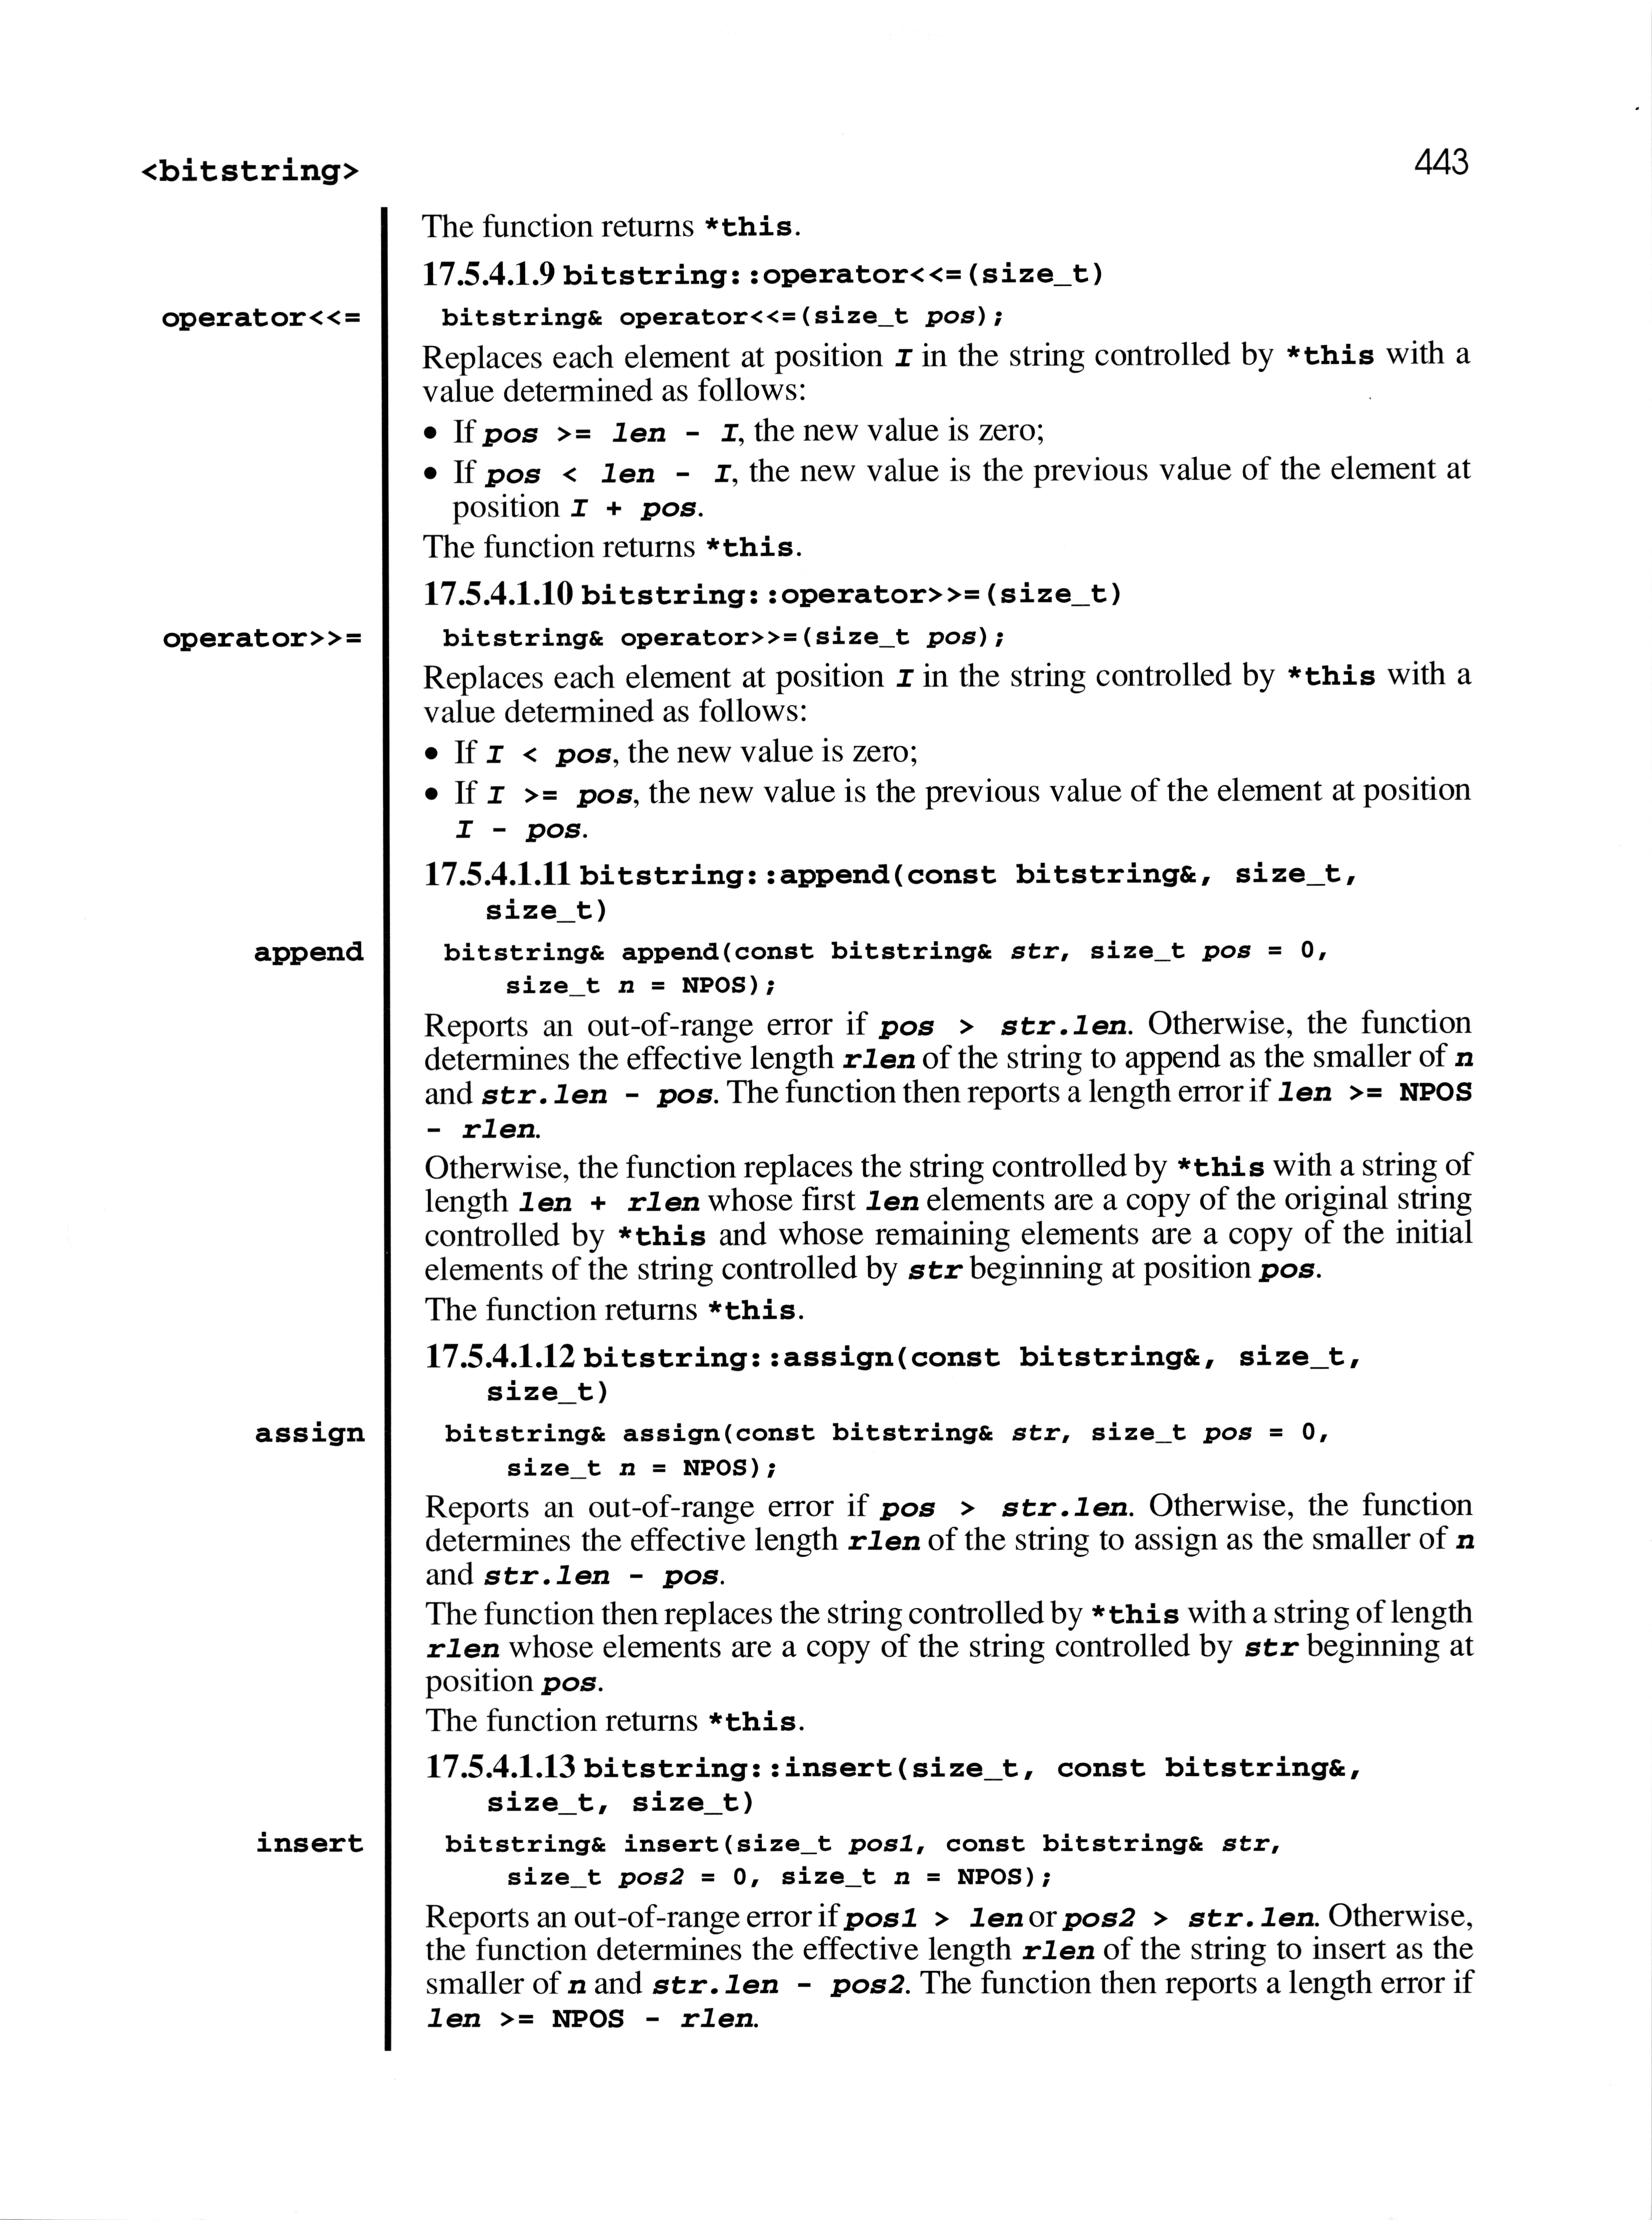 <bitstring>
443
The function returns *this.
17.5.4.1.9 bitstring::operator<<=(size_t)
operator<<=
bitstring& operator<<=(size_t pos);
Replaces each element at position I in the string controlled by *this with a
value determined as follows:
• If pos >= len - I, the new value is zero;
• If pos < len - I, the new value is the previous value of the element at
position I + pos.
The function returns *this.
17.5.4.1.10 bitstring::operator>>=(size_t)
operator>>=
bitstring& operator>>=(size_t pos);
Replaces each element at position I in the string controlled by *this with a
value determined as follows:
• If I < pos, the new value is zero;
• If I >= pos, the new value is the previous value of the element at position
I - pos.
17.5.4.1.11 bitstring::append(const bitstring&, size_t,
size_t)
append
bitstring& append(const bitstring& str, size_t pos = 0,
size_t n = NPOS);
Reports an out-of-range error if pos > str.len. Otherwise, the function
determines the effective length rlen of the string to append as the smaller of n
and str.len - pos. The function then reports a length error if len >= NPOS
- rlen.
Otherwise, the function replaces the string controlled by *this with a string of
length len + rlen whose first len elements are a copy of the original string
controlled by *this and whose remaining elements are a copy of the initial
elements of the string controlled by str beginning at position pos.
The function returns *this.
17.5.4.1.12 bitstring::assign(const bitstring&, size_t,
size_t)
assign
bitstring& assign(const bitstring& str, size_t pos = 0,
size_t n = NPOS);
Reports an out-of-range error if pos > str.len. Otherwise, the function
determines the effective length rlen of the string to assign as the smaller of n
and str.len - pos.
The function then replaces the string controlled by *this with a string of length
rlen whose elements are a copy of the string controlled by str beginning at
position pos.
The function returns *this.
17.5.4.1.13 bitstring::insert(size_t, const bitstring&,
size_t, size_t)
insert
bitstring& insert(size_t pos1, const bitstring& str,
size_t pos2 = 0, size_t n = NPOS);
Reports an out-of-range error if pos1 > len or pos2 > str.len. Otherwise,
the function determines the effective length rlen of the string to insert as the
smaller of n and str.len - pos2. The function then reports a length error if
len >= NPOS - rlen.